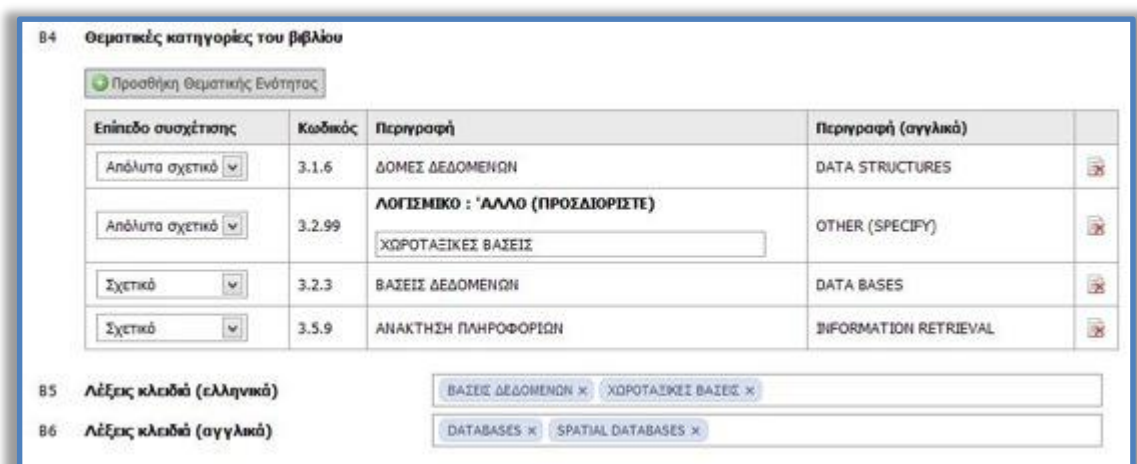 B4 Θεματικές κατηγορίες του βιβλίου
Προσθήκη Θεματικής Ενότητας
Επίπεδο συσχέτισης Κωδικός Περιγραφή Περιγραφή (αγγλικά)
Απόλυτα σχετικό 3.1.6 ΔΟΜΕΣ ΔΕΔΟΜΕΝΩΝ DATA STRUCTURES
Απόλυτα σχετικό 3.2.99 ΛΟΓΙΣΜΙΚΟ : 'ΑΛΛΟ (ΠΡΟΣΔΙΟΡΙΣΤΕ) OTHER (SPECIFY)
ΧΩΡΟΤΑΞΙΚΕΣ ΒΑΣΕΙΣ
Σχετικό 3.2.3 ΒΑΣΕΙΣ ΔΕΔΟΜΕΝΩΝ DATA BASES
Σχετικό 3.5.9 ΑΝΑΚΤΗΣΗ ΠΛΗΡΟΦΟΡΙΩΝ INFORMATION RETRIEVAL
B5 Λέξεις κλειδιά (ελληνικά) ΒΑΣΕΙΣ ΔΕΔΟΜΕΝΩΝ × ΧΩΡΟΤΑΞΙΚΕΣ ΒΑΣΕΙΣ ×
B6 Λέξεις κλειδιά (αγγλικά) DATABASES × SPATIAL DATABASES ×